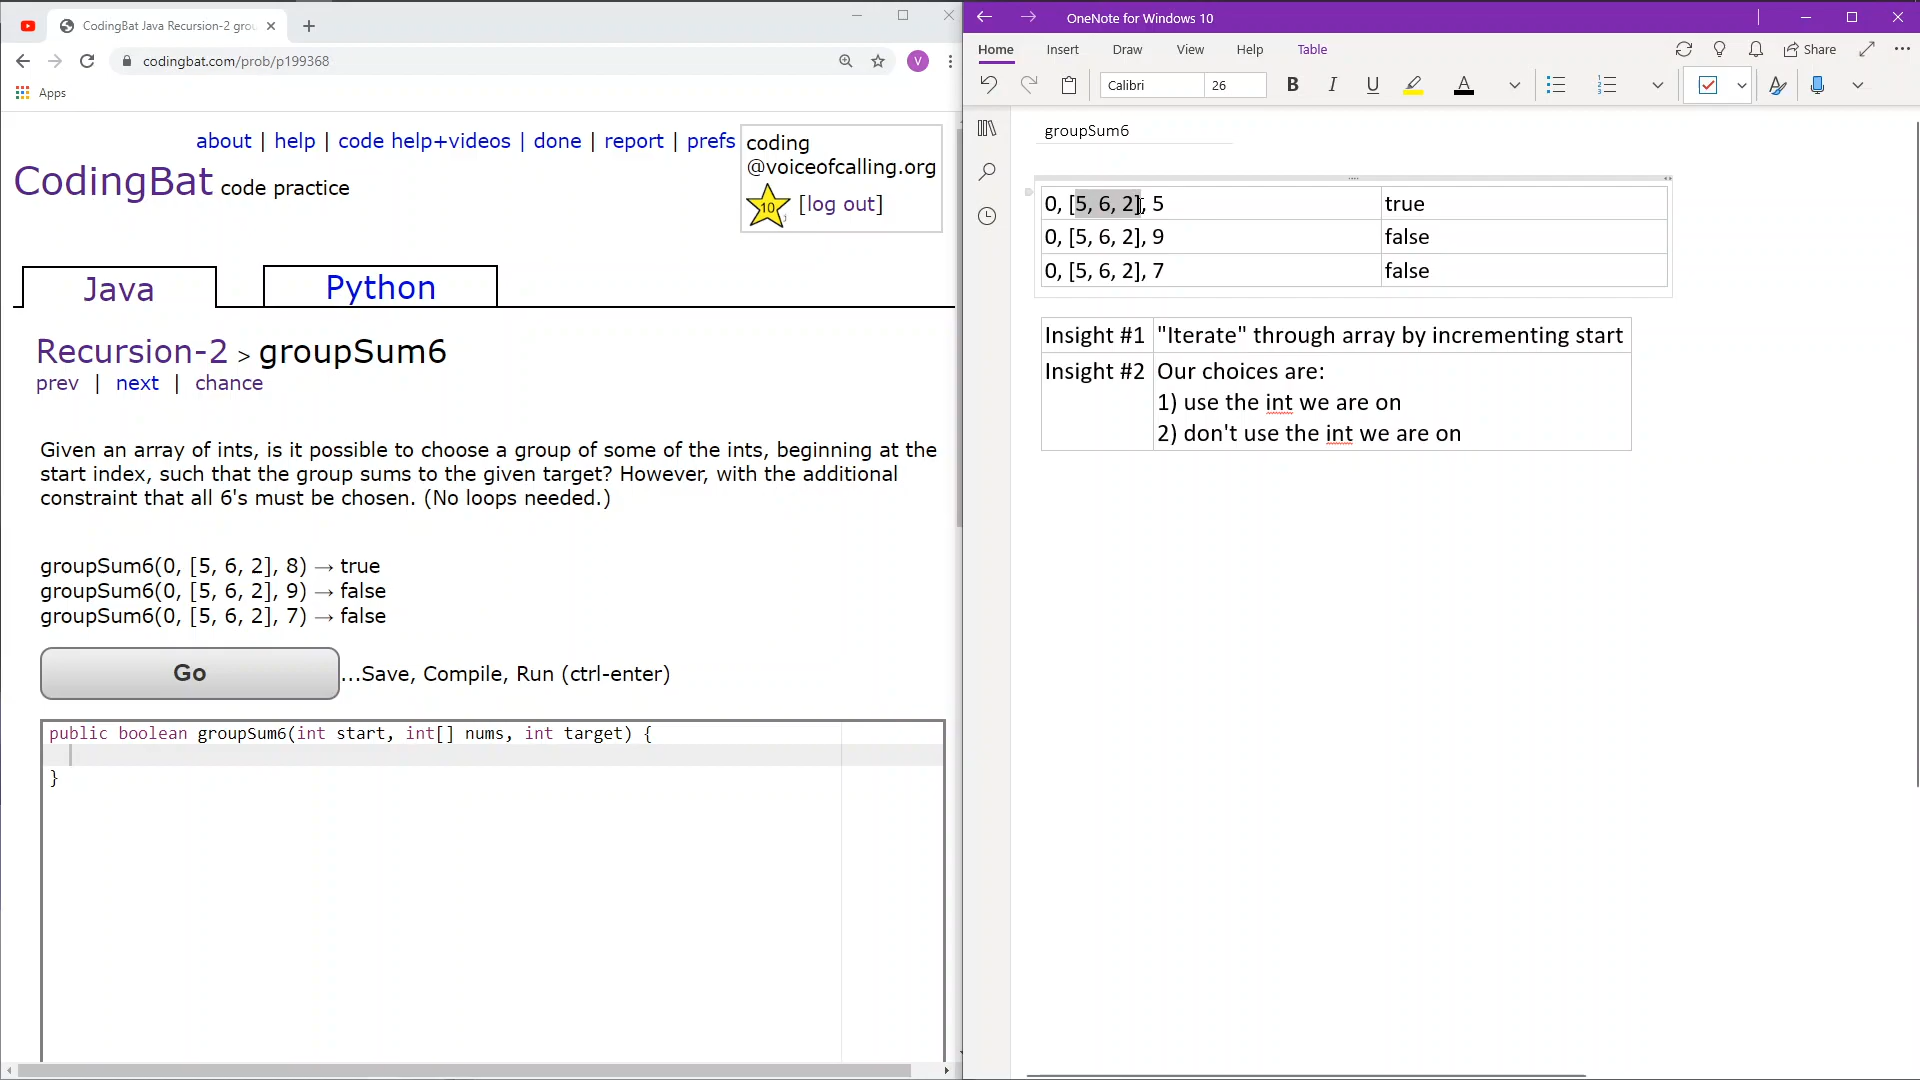 CodingBat Java Recursion-2 grou
codingbat.com/prob/p199368
V
Apps
about | help | code help+videos | done | report | prefs
coding
@voiceofcalling.org
10
[log out]
CodingBat code practice
Java
Python
Recursion-2 > groupSum6
prev | next | chance
Given an array of ints, is it possible to choose a group of some of the ints, beginning at the
start index, such that the group sums to the given target? However, with the additional
constraint that all 6's must be chosen. (No loops needed.)
groupSum6(0, [5, 6, 2], 8) → true
groupSum6(0, [5, 6, 2], 9) → false
groupSum6(0, [5, 6, 2], 7) → false
Go
...Save, Compile, Run (ctrl-enter)
public boolean groupSum6(int start, int[] nums, int target) {
}
OneNote for Windows 10
Home Insert Draw View Help Table
Share
Calibri 26 B I U A
groupSum6
0, [5, 6, 2], 5 true
0, [5, 6, 2], 9 false
0, [5, 6, 2], 7 false
Insight #1 "Iterate" through array by incrementing start
Insight #2 Our choices are:
1) use the int we are on
2) don't use the int we are on